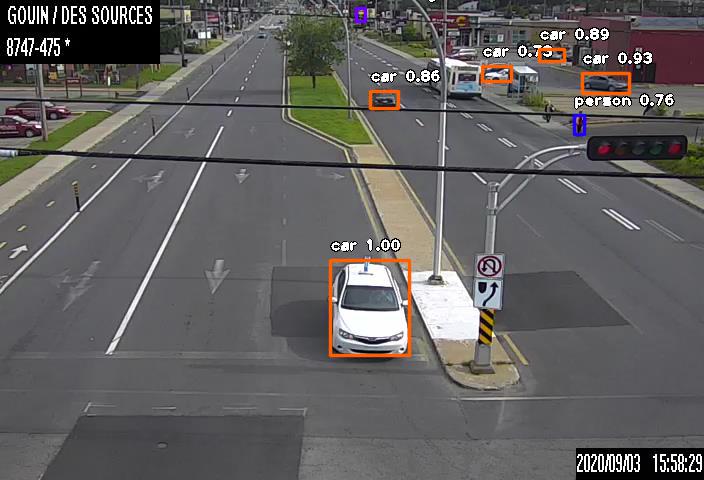 GOUIN / DES SOURCES
8747-475 *
car 0.89
car 0.93
car 0.86
person 0.76
car 1.00
2020/09/03 15:58:29